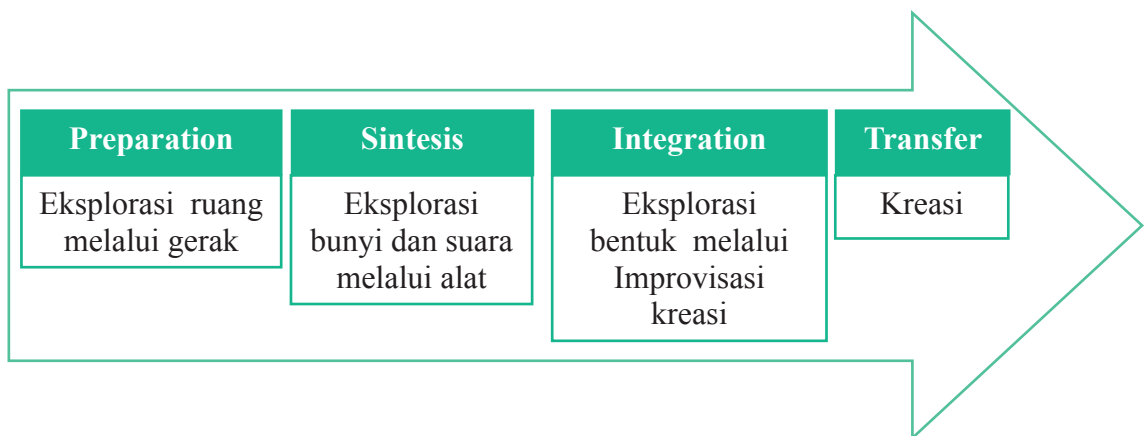 Preparation
Eksplorasi ruang
melalui gerak
Sintesis
Eksplorasi
bunyi dan suara
melalui alat
Integration
Eksplorasi
bentuk melalui
Improvisasi
kreasi
Transfer
Kreasi